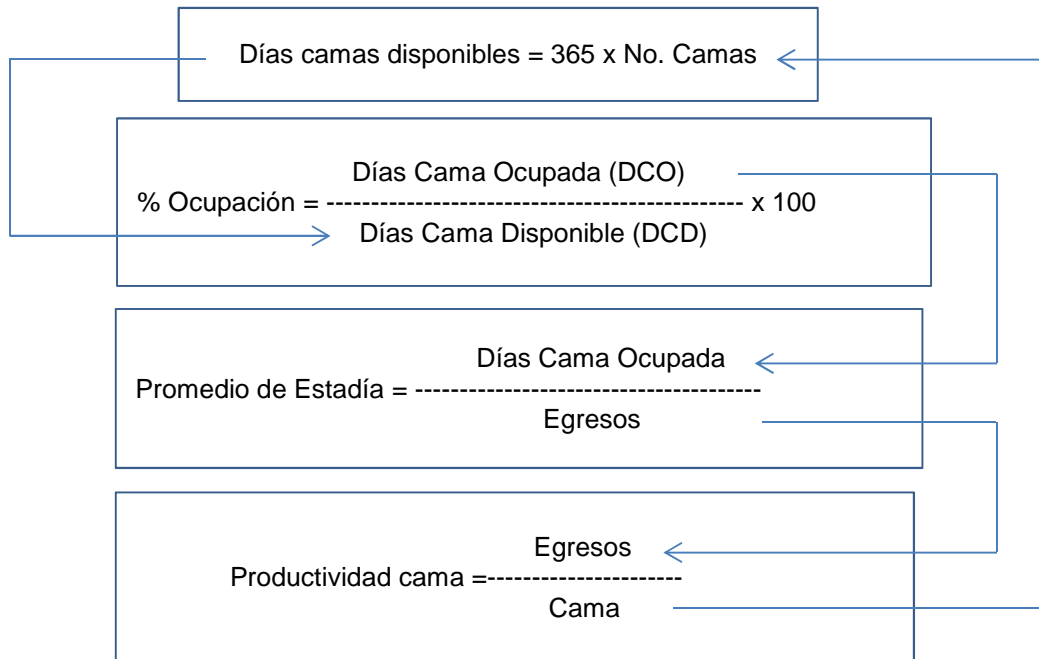 Días camas disponibles = 365 x No. Camas
Días Cama Ocupada (DCO)
% Ocupación = ----------------------------------------------- x 100
Días Cama Disponible (DCD)
Días Cama Ocupada
Promedio de Estadía = ---------------------------------------
Egresos
Egresos
Productividad cama =----------------------
Cama